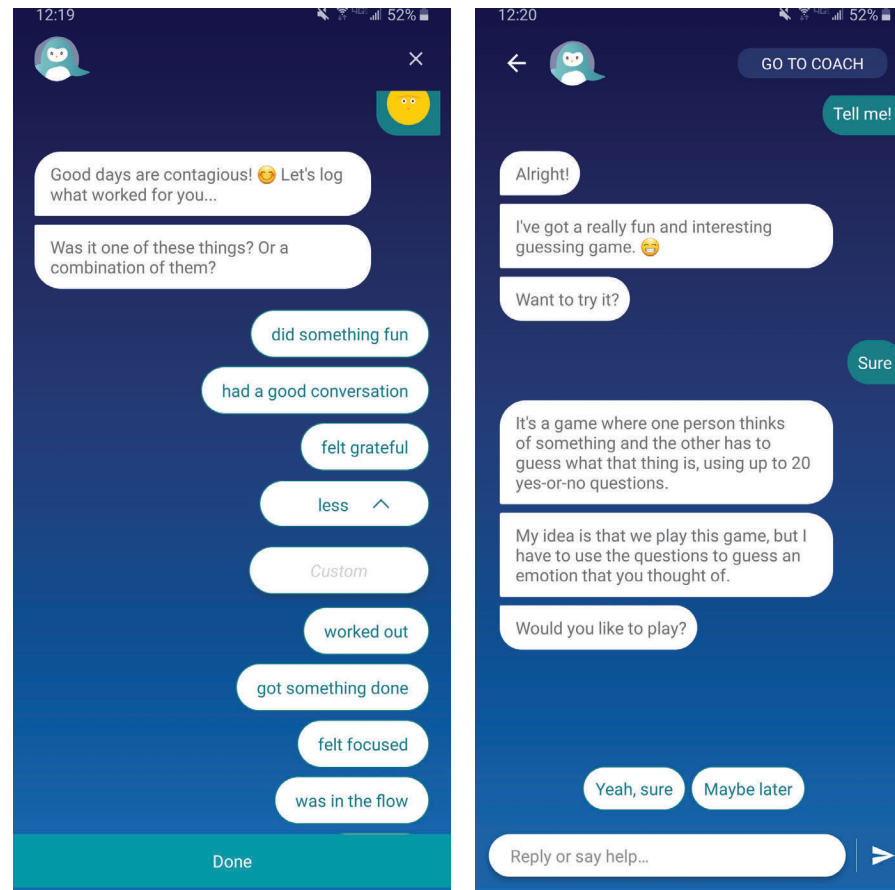 12:19
52%
Good days are contagious! 😊 Let's log
what worked for you...
Was it one of these things? Or a
combination of them?
did something fun
had a good conversation
felt grateful
less
Custom
worked out
got something done
felt focused
was in the flow
Done
12:20
52%
GO TO COACH
Tell me!
Alright!
I've got a really fun and interesting
guessing game. 😁
Want to try it?
Sure
It's a game where one person thinks
of something and the other has to
guess what that thing is, using up to 20
yes-or-no questions.
My idea is that we play this game, but I
have to use the questions to guess an
emotion that you thought of.
Would you like to play?
Yeah, sure
Maybe later
Reply or say help...